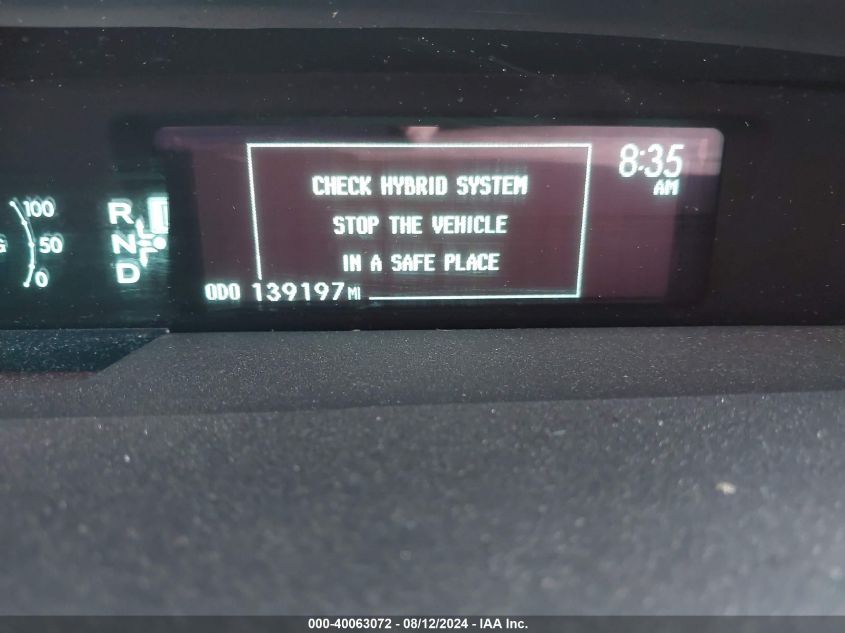 100
50
0
R
N
D
CHECK HYBRID SYSTEM
STOP THE VEHICLE
IN A SAFE PLACE
8:35
AM
ODO 139197 MI
000-40063072 - 08/12/2024 - IAA Inc.